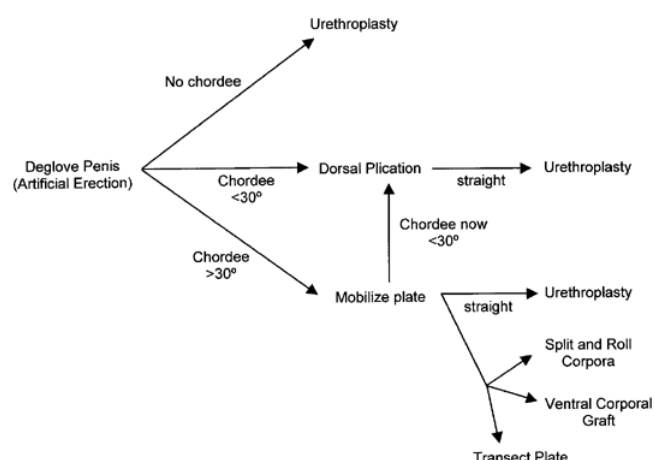 Urethroplasty
No chordee
Deglove Penis
(Artificial Erection)
Chordee
<30º
Dorsal Plication
straight
Urethroplasty
Chordee now
<30º
Chordee
>30º
Mobilize plate
straight
Urethroplasty
Split and Roll
Corpora
Ventral Corporal
Graft
Transect Plate